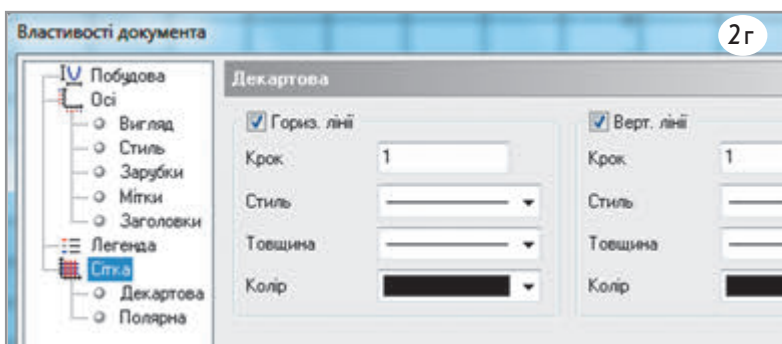 Властивості документа
2г
Побудова
Осі
Вигляд
Стиль
Зарубки
Мітки
Заголовки
Легенда
Сітка
Декартова
Полярна
Декартова
Гориз. лінії
Крок 1
Стиль
Товщина
Колір
Верт. лінії
Крок 1
Стиль
Товщина
Колір